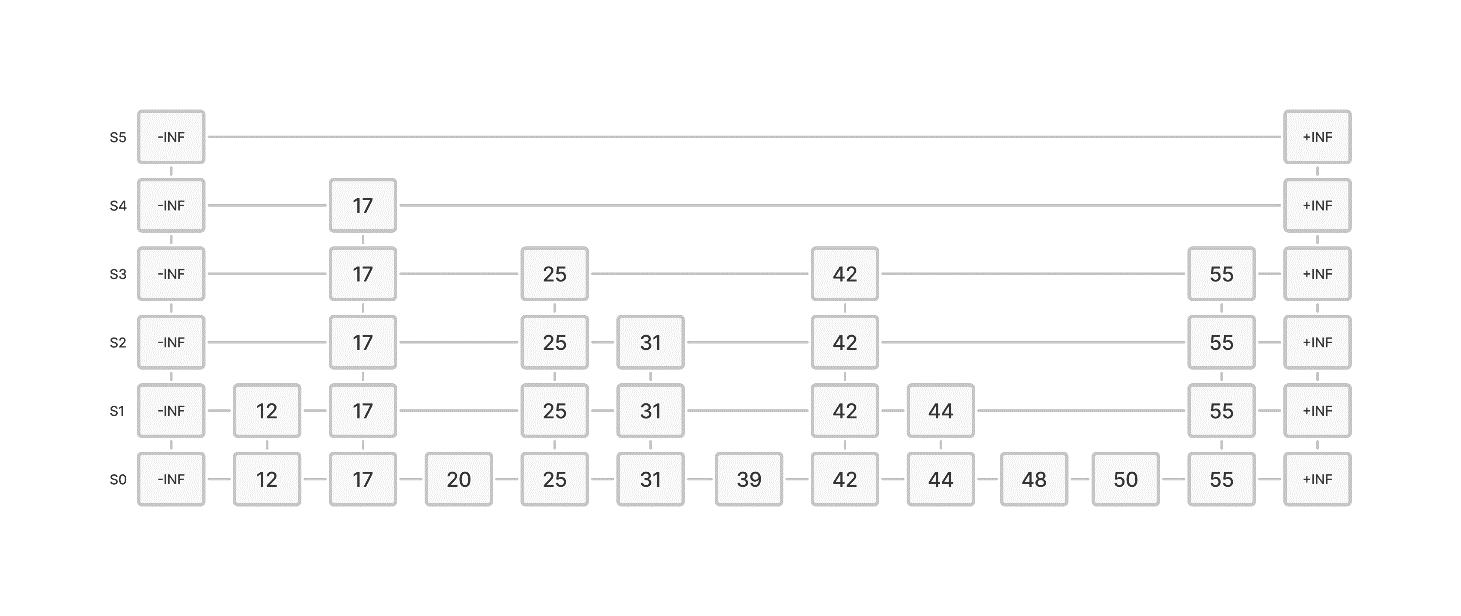 S5 -INF +INF
S4 -INF 17 +INF
S3 -INF 17 25 42 55 +INF
S2 -INF 17 25 31 42 55 +INF
S1 -INF 12 17 25 31 42 44 55 +INF
S0 -INF 12 17 20 25 31 39 42 44 48 50 55 +INF